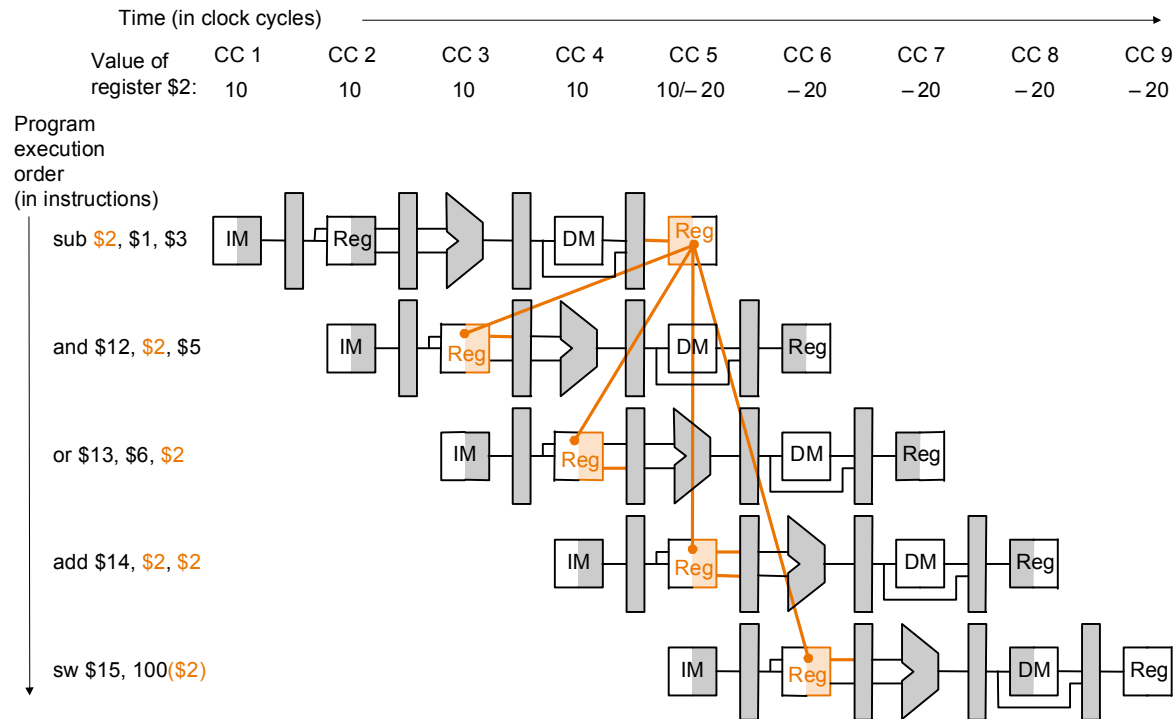 Time (in clock cycles)
CC 1 CC 2 CC 3 CC 4 CC 5 CC 6 CC 7 CC 8 CC 9
Value of
register $2: 10 10 10 10 10/– 20 – 20 – 20 – 20 – 20
Program
execution
order
(in instructions)
sub $2, $1, $3 IM Reg DM Reg
and $12, $2, $5 IM Reg DM Reg
or $13, $6, $2 IM Reg DM Reg
add $14, $2, $2 IM Reg DM Reg
sw $15, 100($2) IM Reg DM Reg